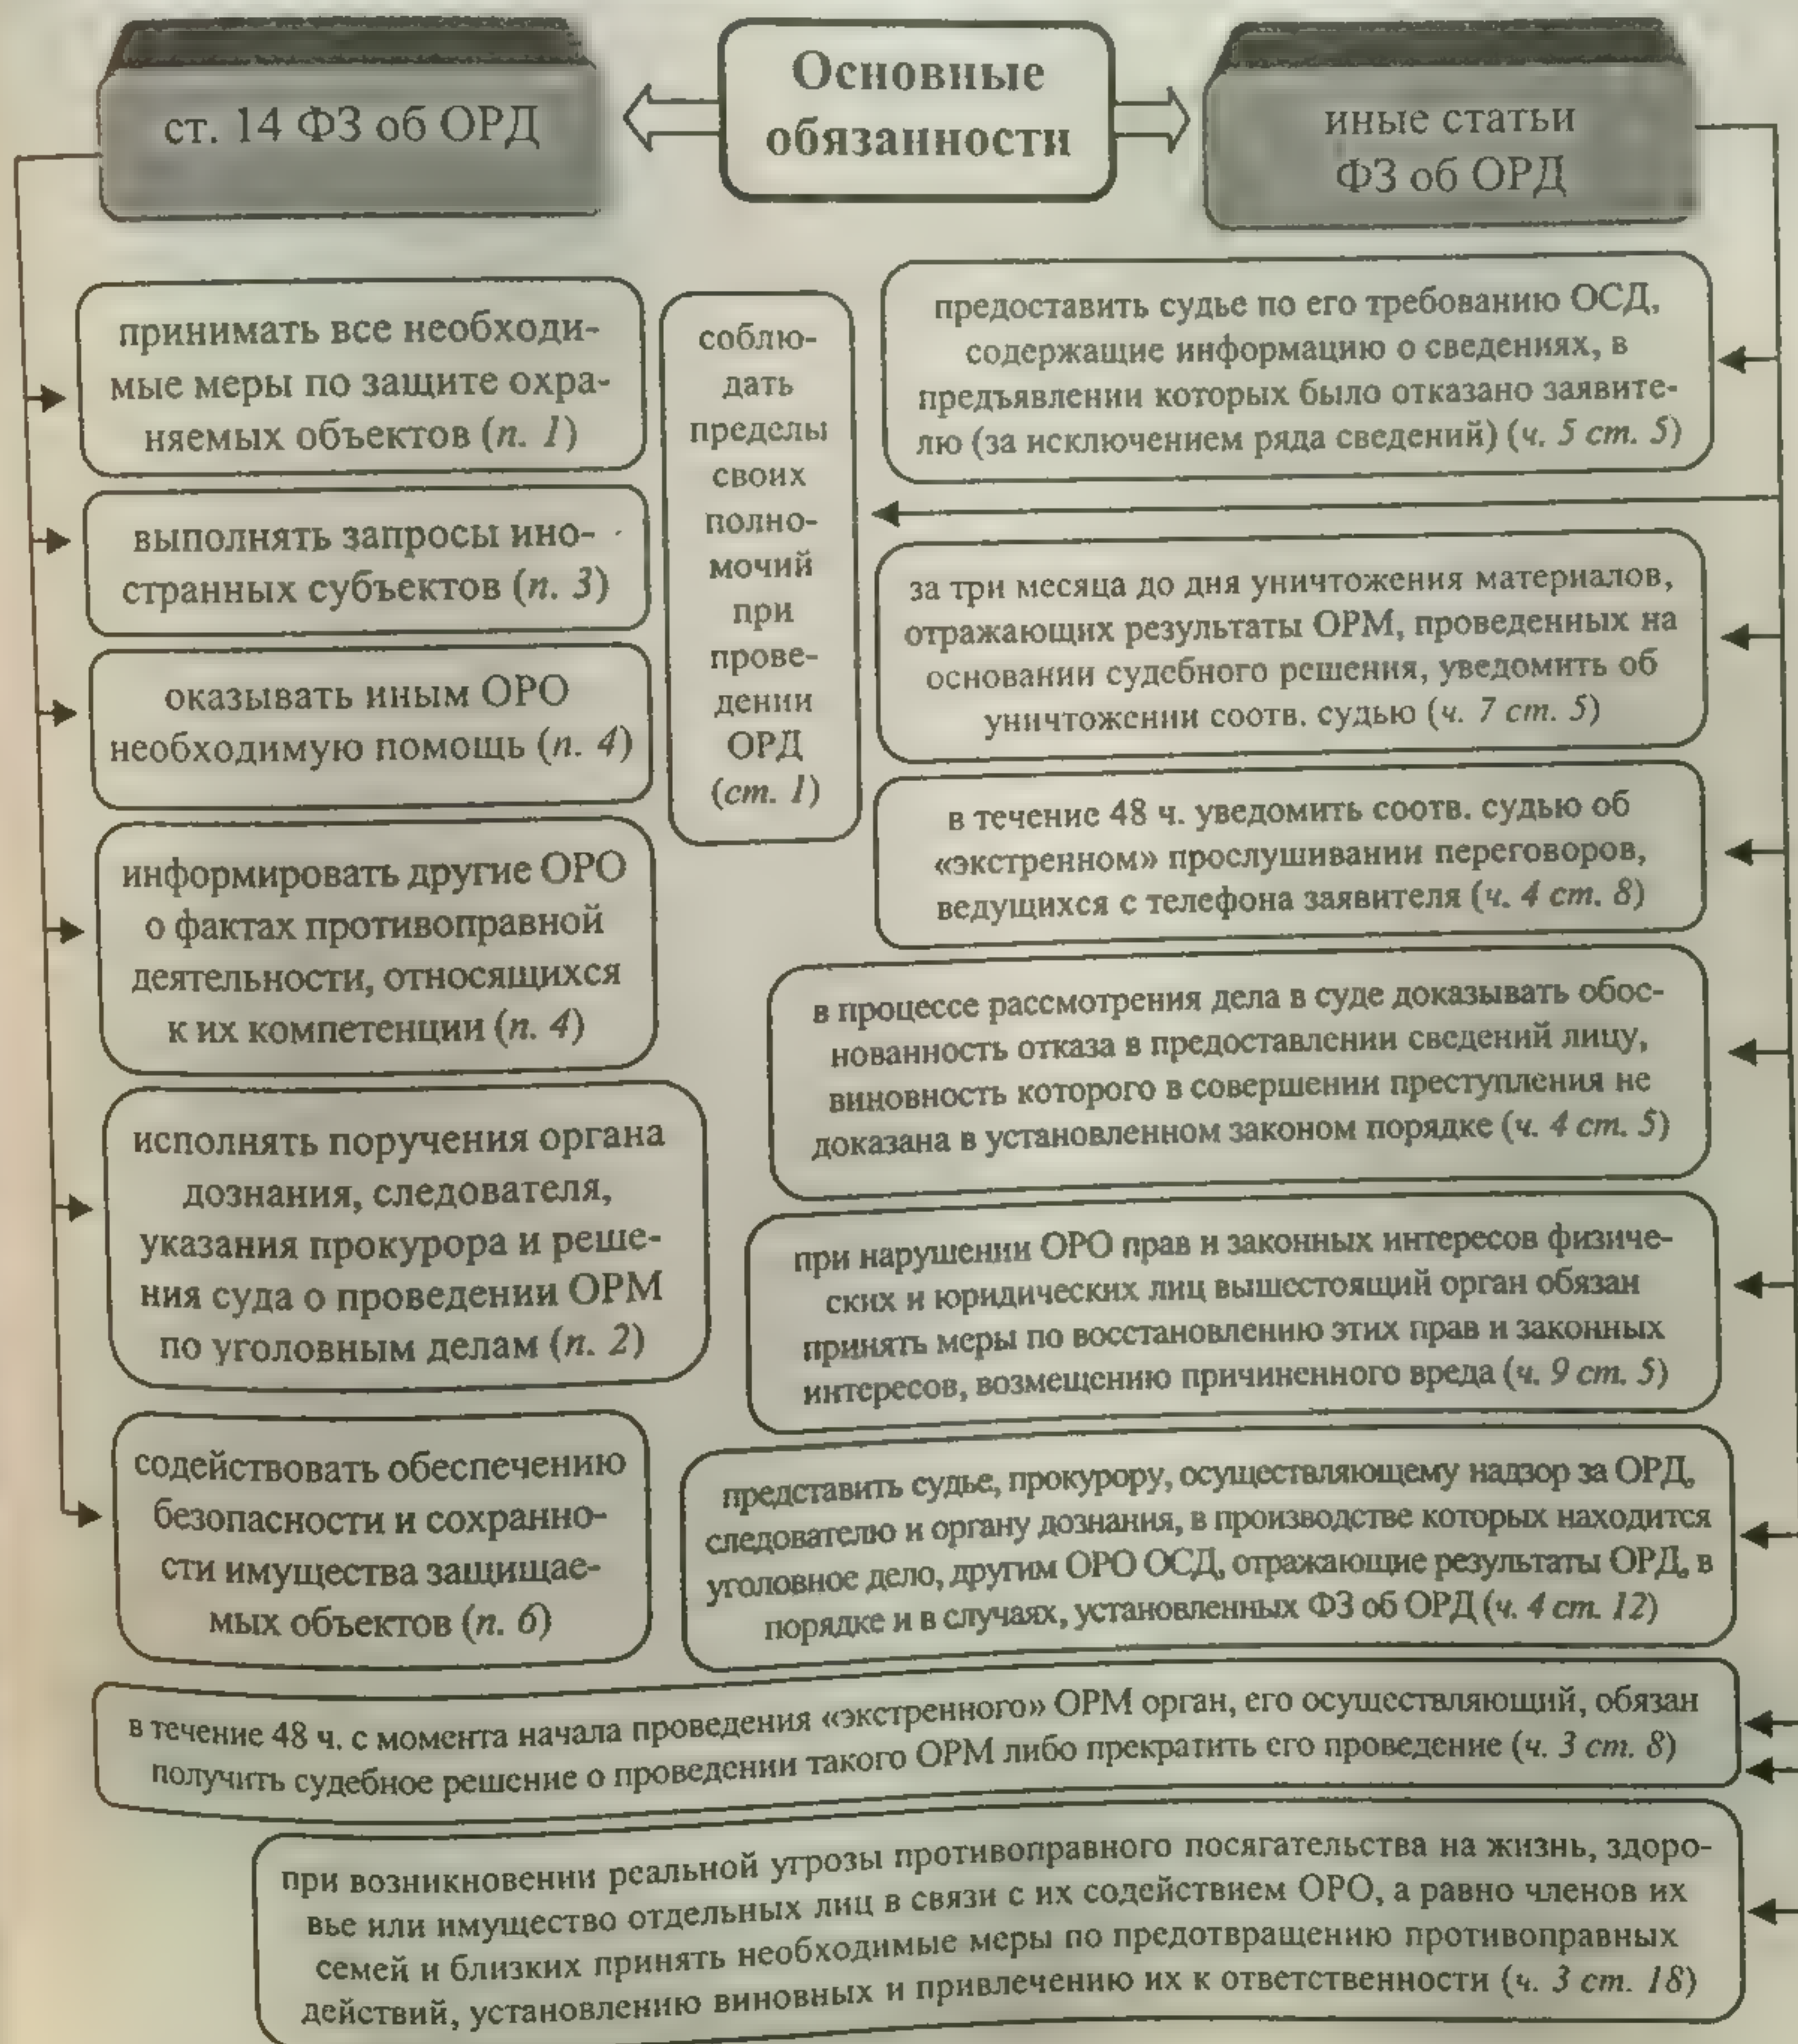 Основные
обязанности
ст. 14 ФЗ об ОРД
иные статьи
ФЗ об ОРД
принимать все необходи-
мые меры по защите охра-
няемых объектов (п. 1)
выполнять запросы ино-
странных субъектов (п. 3)
оказывать иным ОРО
необходимую помощь (п. 4)
информировать другие ОРО
о фактах противоправной
деятельности, относящихся
к их компетенции (п. 4)
исполнять поручения органа
дознания, следователя,
указания прокурора и реше-
ния суда о проведении ОРМ
по уголовным делам (п. 2)
содействовать обеспечению
безопасности и сохранно-
сти имущества защищае-
мых объектов (п. 6)
соблю-
дать
пределы
своих
полно-
мочий
при
прове-
дении
ОРД
(ст. 1)
предоставить судье по его требованию ОСД,
содержащие информацию о сведениях, в
предъявлении которых было отказано заявите-
лю (за исключением ряда сведений) (ч. 5 ст. 5)
за три месяца до дня уничтожения материалов,
отражающих результаты ОРМ, проведенных на
основании судебного решения, уведомить об
уничтожении соотв. судью (ч. 7 ст. 5)
в течение 48 ч. уведомить соотв. судью об
«экстренном» прослушивании переговоров,
ведущихся с телефона заявителя (ч. 4 ст. 8)
в процессе рассмотрения дела в суде доказывать обос-
нованность отказа в предоставлении сведений лицу,
виновность которого в совершении преступления не
доказана в установленном законом порядке (ч. 4 ст. 5)
при нарушении ОРО прав и законных интересов физиче-
ских и юридических лиц вышестоящий орган обязан
принять меры по восстановлению этих прав и законных
интересов, возмещению причиненного вреда (ч. 9 ст. 5)
представить судье, прокурору, осуществляющему надзор за ОРД,
следователю и органу дознания, в производстве которых находится
уголовное дело, другим ОРО ОСД, отражающие результаты ОРД, в
порядке и в случаях, установленных ФЗ об ОРД (ч. 4 ст. 12)
в течение 48 ч. с момента начала проведения «экстренного» ОРМ орган, его осуществляющий, обязан
получить судебное решение о проведении такого ОРМ либо прекратить его проведение (ч. 3 ст. 8)
при возникновении реальной угрозы противоправного посягательства на жизнь, здоро-
вье или имущество отдельных лиц в связи с их содействием ОРО, а равно членов их
семей и близких принять необходимые меры по предотвращению противоправных
действий, установлению виновных и привлечению их к ответственности (ч. 3 ст. 18)